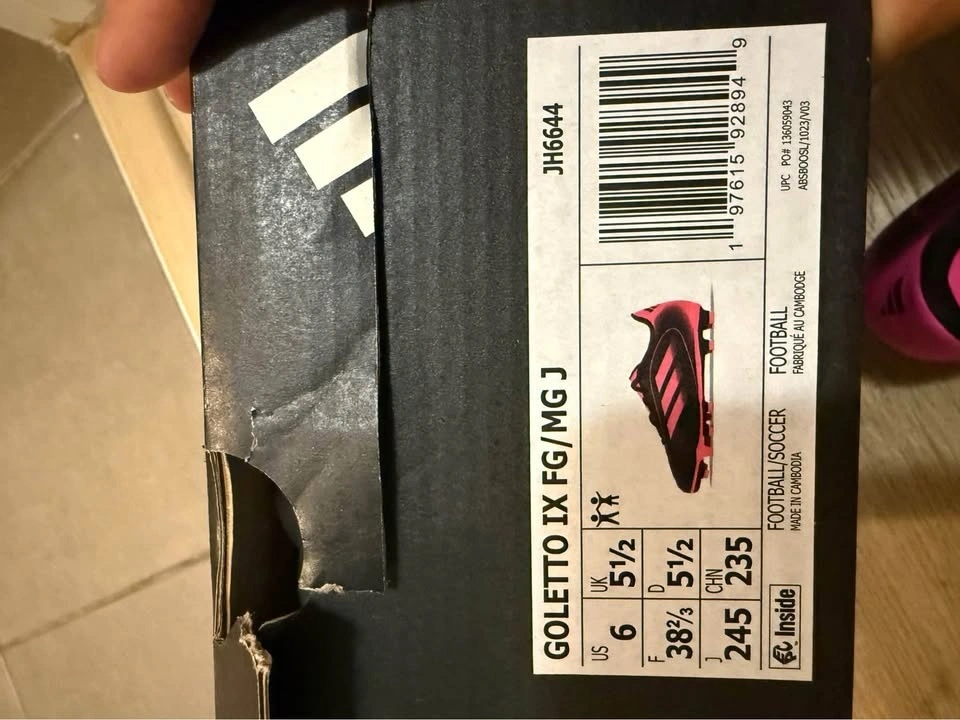 GOLETTO IX FG/MG J
JH6644
US
6
UK
5½
F
38⅔
D
5½
J
245
CHN
235
1 97615 92894 9
Inside
FOOTBALL/SOCCER
FOOTBALL
MADE IN CAMBODIA
FABRIQUÉ AU CAMBODGE
UPC PO# 136059043
ABSBOOSL/1023/V03